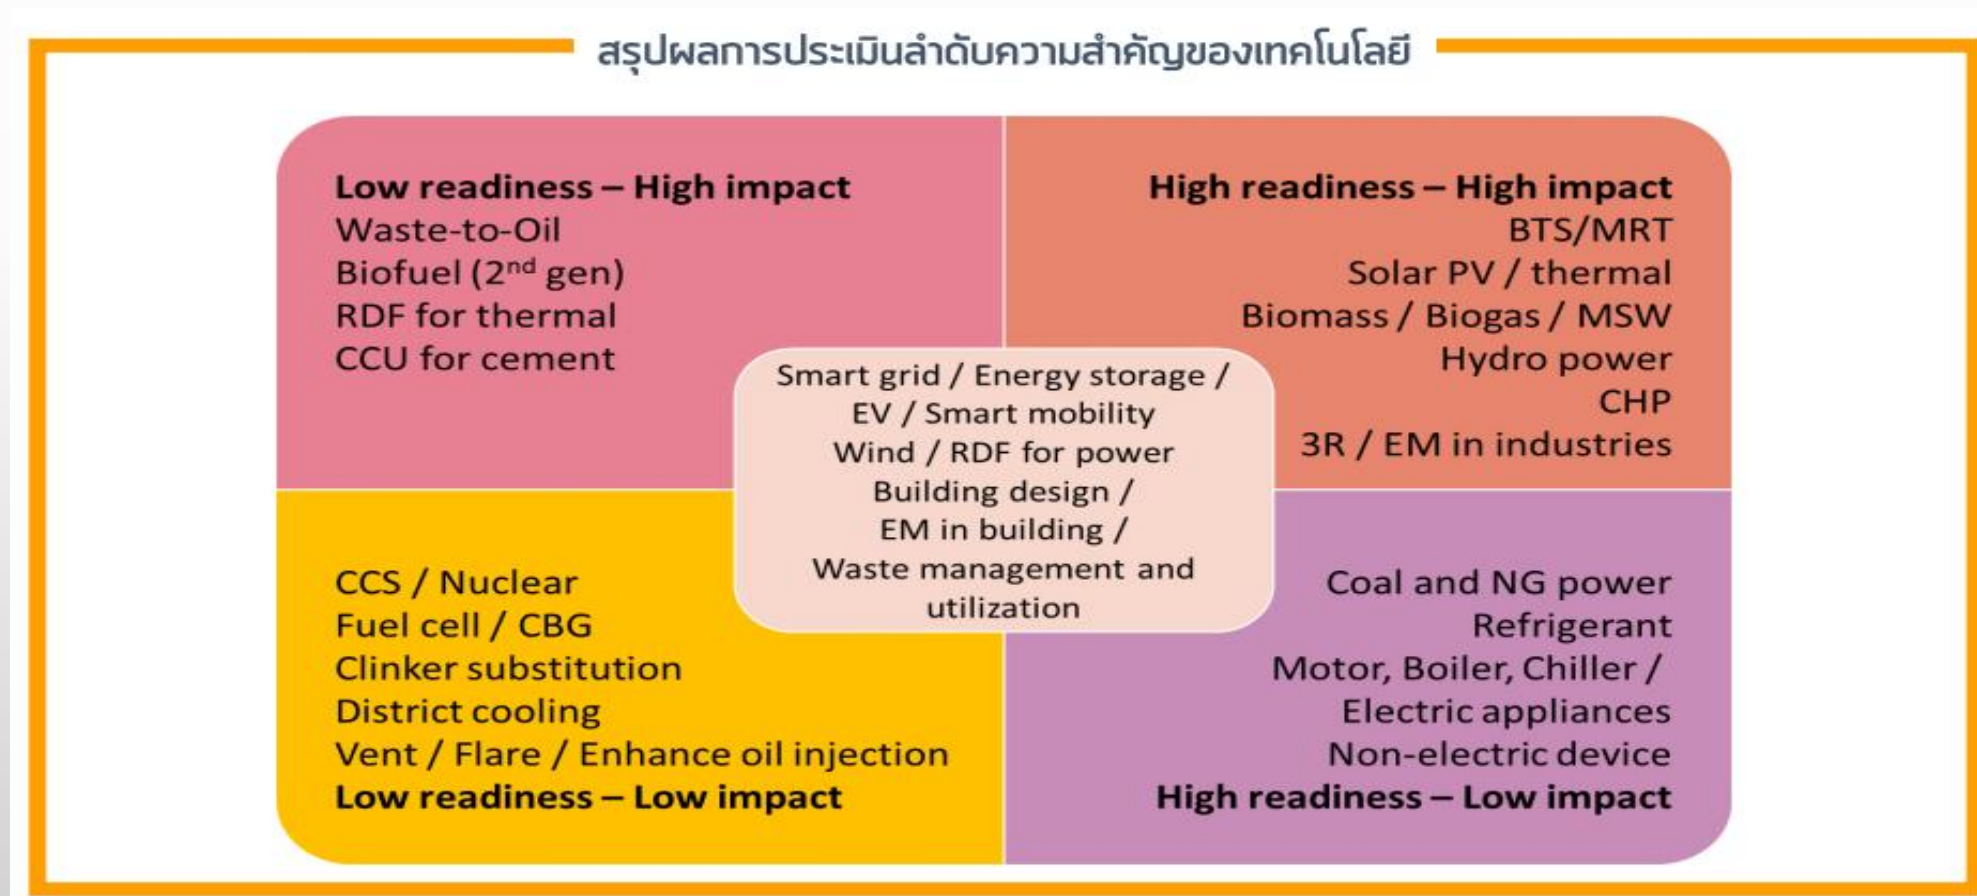 สรุปผลการประเมินลำดับความสำคัญของเทคโนโลยี
Low readiness – High impact
Waste-to-Oil
Biofuel (2nd gen)
RDF for thermal
CCU for cement
High readiness – High impact
BTS/MRT
Solar PV / thermal
Biomass / Biogas / MSW
Hydro power
CHP
3R / EM in industries
Smart grid / Energy storage /
EV / Smart mobility
Wind / RDF for power
Building design /
EM in building /
Waste management and
utilization
CCS / Nuclear
Fuel cell / CBG
Clinker substitution
District cooling
Vent / Flare / Enhance oil injection
Low readiness – Low impact
Coal and NG power
Refrigerant
Motor, Boiler, Chiller /
Electric appliances
Non-electric device
High readiness – Low impact